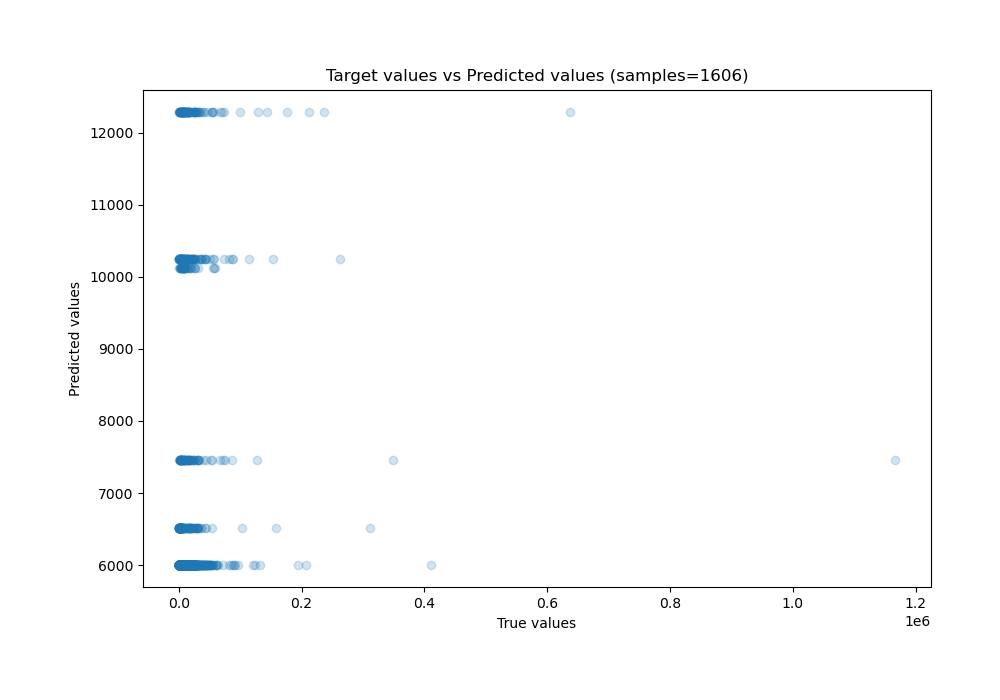 Target values vs Predicted values (samples=1606)
Predicted values
12000
11000
10000
9000
8000
7000
6000
0.0 0.2 0.4 0.6 0.8 1.0 1.2
1e6
True values